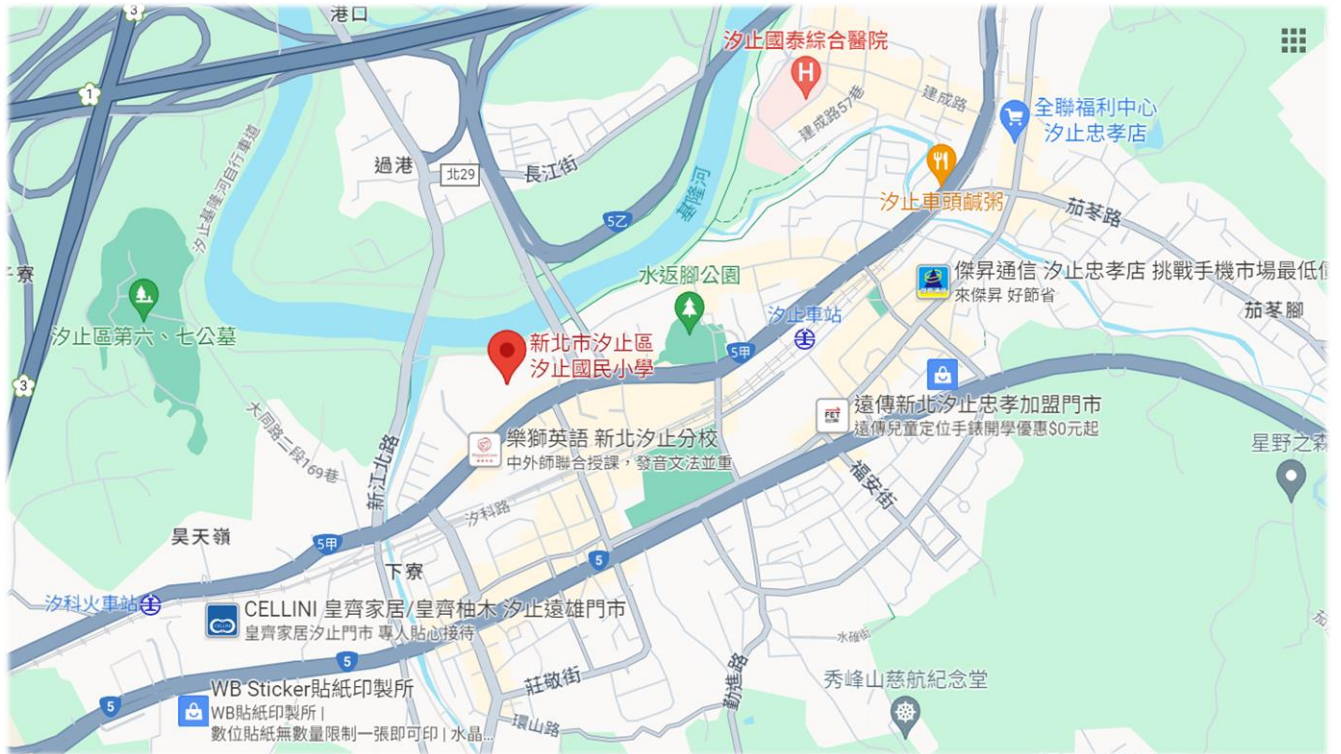 3
港口
汐止國泰綜合醫院
H
1
建成路
建成路57巷
全聯福利中心
汐止忠孝店
汐止基隆河自行車道
過港
北29
長江街
基隆河
汐止車頭鹹粥
茄苳路
5乙
水返腳公園
傑昇通信 汐止忠孝店 挑戰手機市場最低價
來傑昇 好節省
汐止車站
茄苳腳
汐止區第六、七公墓
新北市汐止區
汐止國民小學
5甲
3
大同路二段169巷
新江北路
樂獅英語 新北汐止分校
中外師聯合授課，發音文法並重
FET
遠傳新北汐止忠孝加盟門市
遠傳兒童定位手錶開學優惠$0元起
福安街
星野之森
汐科路
昊天嶺
5甲
下寮
5
汐科火車站
CELLINI 皇齊家居/皇齊柚木 汐止遠雄門市
皇齊家居汐止門市 專人貼心接待
水碓街
5
莊敬街
勤進路
秀峰山慈航紀念堂
5
WB Sticker貼紙印製所
WB貼紙印製所 |
數位貼紙無數量限制一張即可印 | 水晶...
環山路